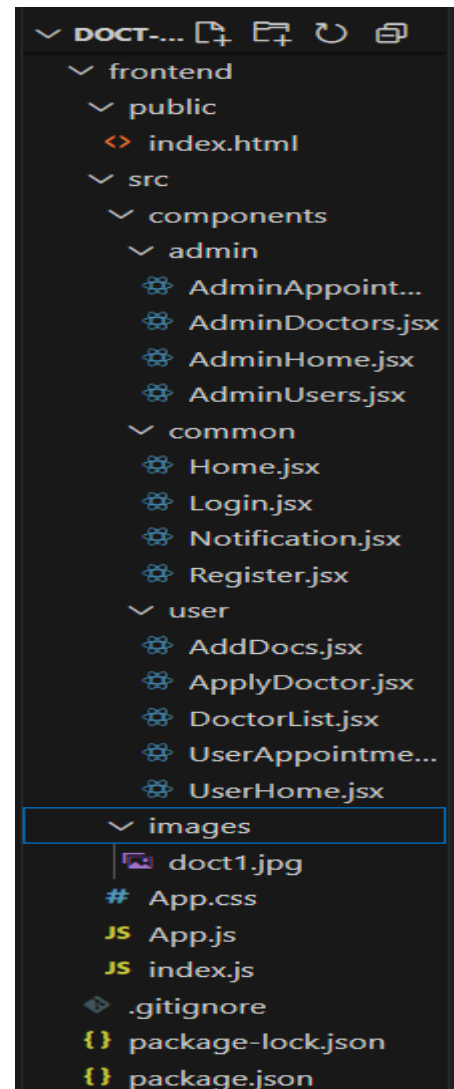 DOCT-...
frontend
public
<> index.html
src
components
admin
AdminAppoint...
AdminDoctors.jsx
AdminHome.jsx
AdminUsers.jsx
common
Home.jsx
Login.jsx
Notification.jsx
Register.jsx
user
AddDocs.jsx
ApplyDoctor.jsx
DoctorList.jsx
UserAppointme...
UserHome.jsx
images
doct1.jpg
# App.css
JS App.js
JS index.js
.gitignore
{} package-lock.json
{} package.json